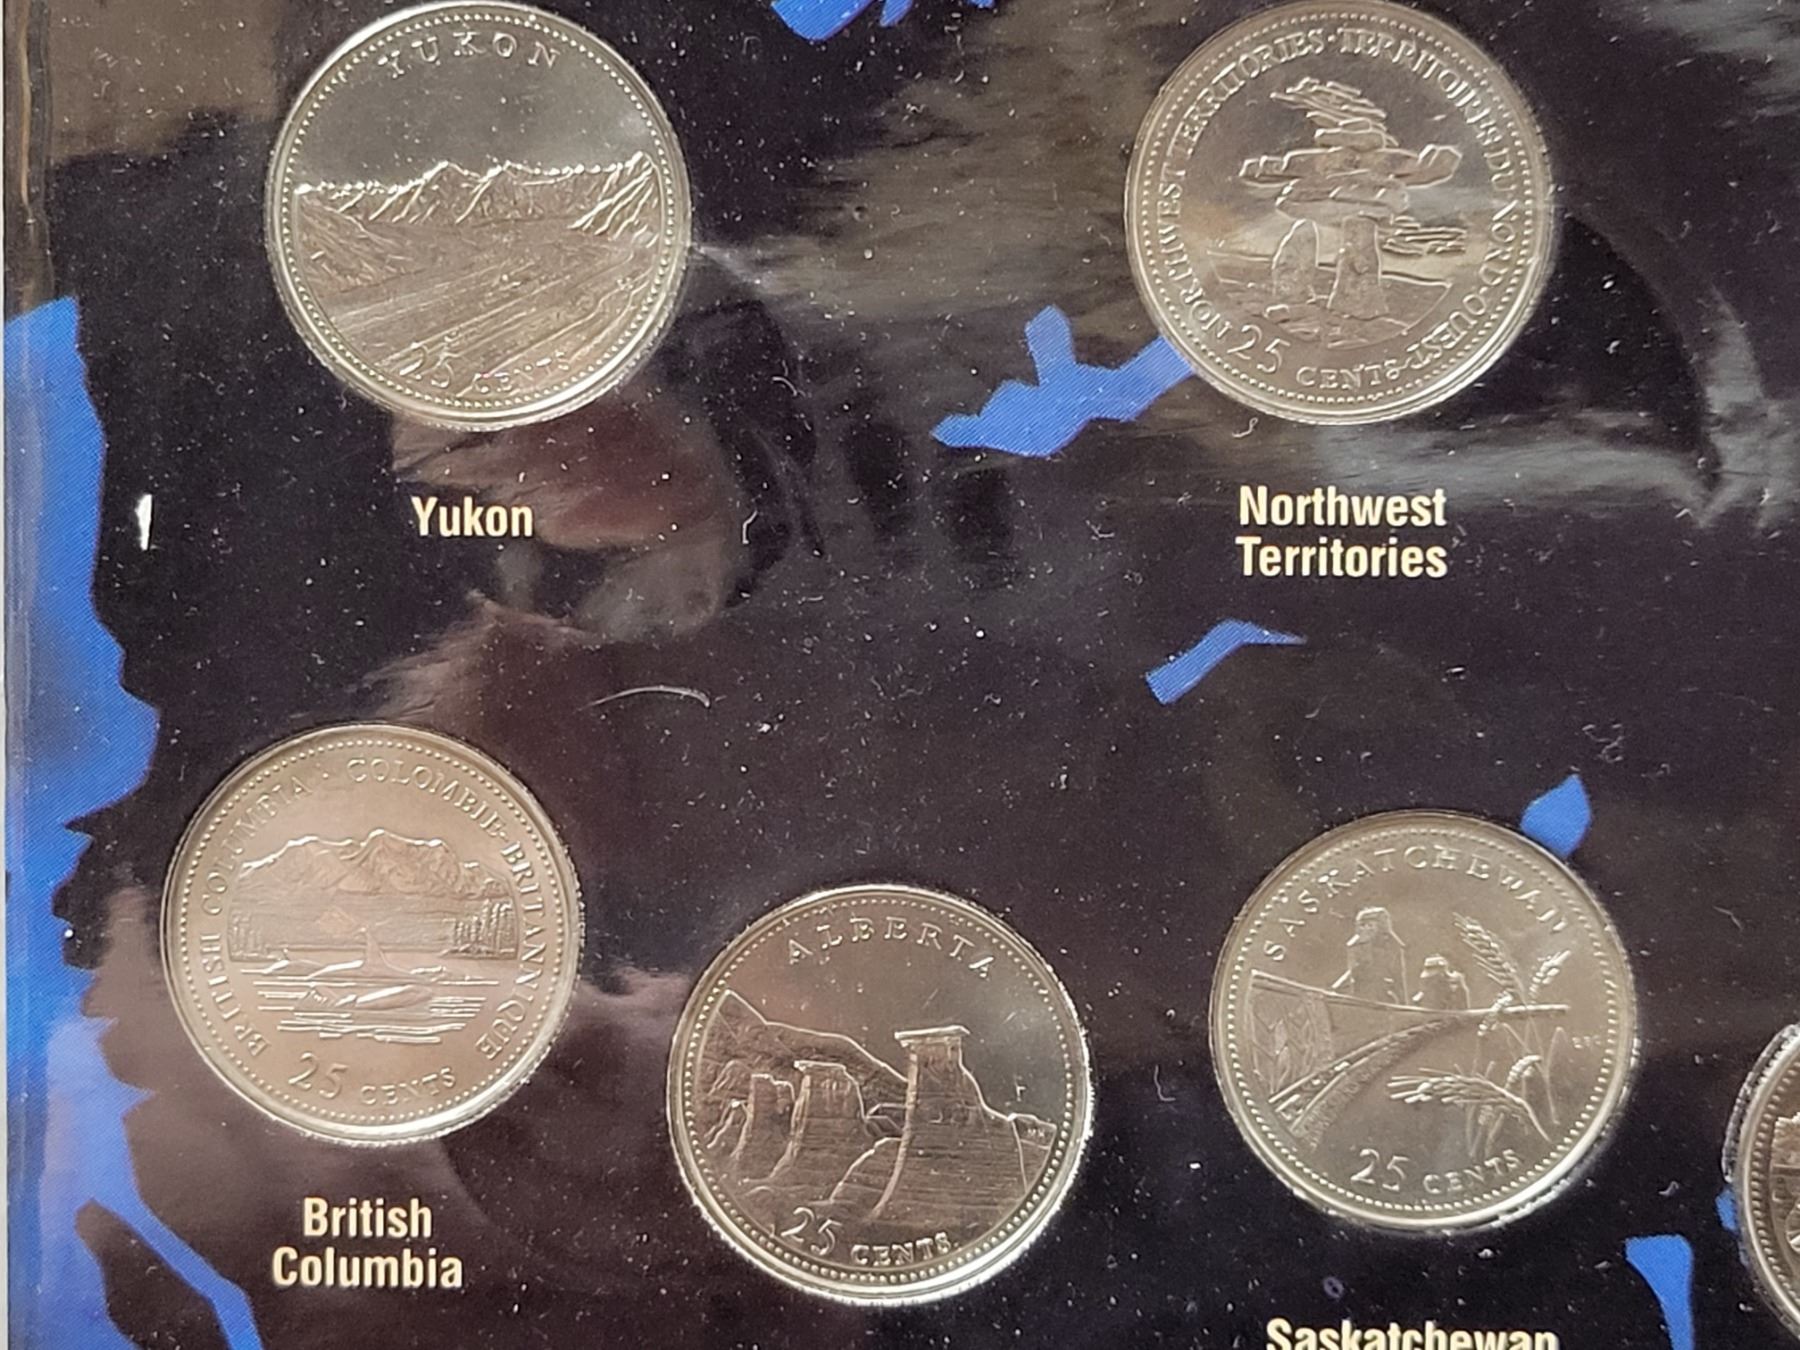 YUKON
25 CENTS
NORTHWEST TERRITORIES · TERRITOIRES DU NORD-OUEST
25 CENTS
Yukon
Northwest
Territories
BRITISH COLUMBIA · COLOMBIE-BRITANNIQUE
25 CENTS
ALBERTA
25 CENTS
SASKATCHEWAN
25 CENTS
British
Columbia
Saskatchewan